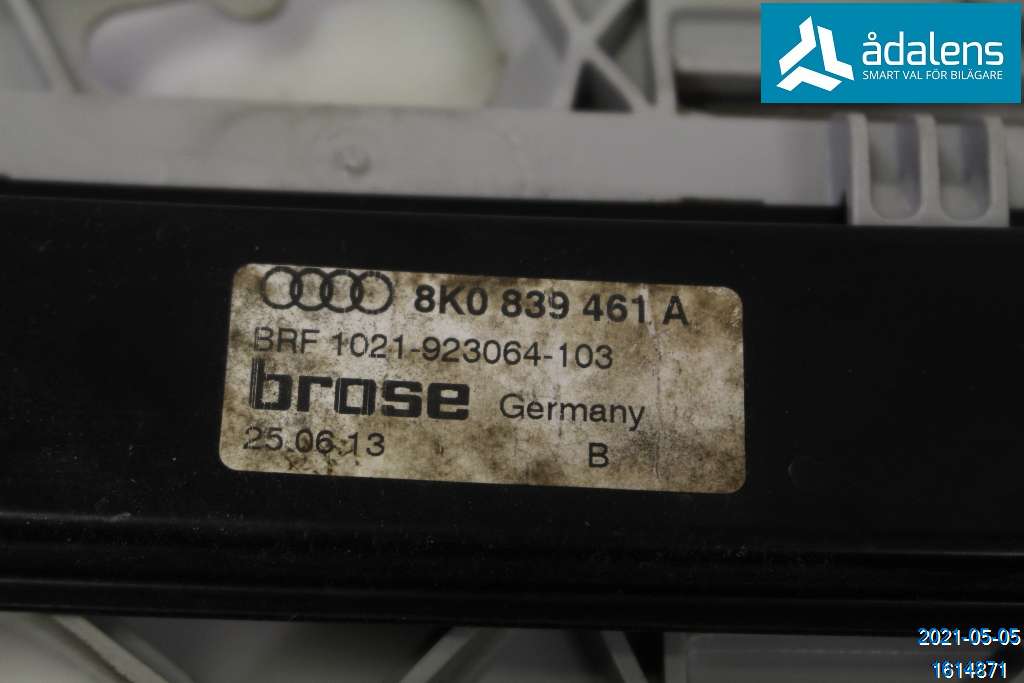 ådalens
SMART VAL FÖR BILÄGARE
8K0 839 461 A
BRF 1021-923064-103
brose Germany
25.06.13 B
2021-05-05
1614871